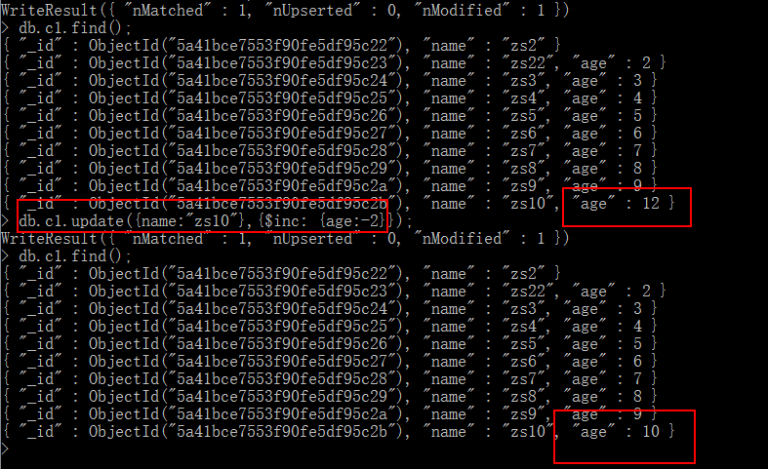 WriteResult({ "nMatched" : 1, "nUpserted" : 0, "nModified" : 1 })
> db.c1.find();
{ "_id" : ObjectId("5a41bce7553f90fe5df95c22"), "name" : "zs2" }
{ "_id" : ObjectId("5a41bce7553f90fe5df95c23"), "name" : "zs22", "age" : 2 }
{ "_id" : ObjectId("5a41bce7553f90fe5df95c24"), "name" : "zs3", "age" : 3 }
{ "_id" : ObjectId("5a41bce7553f90fe5df95c25"), "name" : "zs4", "age" : 4 }
{ "_id" : ObjectId("5a41bce7553f90fe5df95c26"), "name" : "zs5", "age" : 5 }
{ "_id" : ObjectId("5a41bce7553f90fe5df95c27"), "name" : "zs6", "age" : 6 }
{ "_id" : ObjectId("5a41bce7553f90fe5df95c28"), "name" : "zs7", "age" : 7 }
{ "_id" : ObjectId("5a41bce7553f90fe5df95c29"), "name" : "zs8", "age" : 8 }
{ "_id" : ObjectId("5a41bce7553f90fe5df95c2a"), "name" : "zs9", "age" : 9 }
{ "_id" : ObjectId("5a41bce7553f90fe5df95c2b"), "name" : "zs10", "age" : 12 }
> db.c1.update({name:"zs10"},{$inc: {age:-2}});
WriteResult({ "nMatched" : 1, "nUpserted" : 0, "nModified" : 1 })
> db.c1.find();
{ "_id" : ObjectId("5a41bce7553f90fe5df95c22"), "name" : "zs2" }
{ "_id" : ObjectId("5a41bce7553f90fe5df95c23"), "name" : "zs22", "age" : 2 }
{ "_id" : ObjectId("5a41bce7553f90fe5df95c24"), "name" : "zs3", "age" : 3 }
{ "_id" : ObjectId("5a41bce7553f90fe5df95c25"), "name" : "zs4", "age" : 4 }
{ "_id" : ObjectId("5a41bce7553f90fe5df95c26"), "name" : "zs5", "age" : 5 }
{ "_id" : ObjectId("5a41bce7553f90fe5df95c27"), "name" : "zs6", "age" : 6 }
{ "_id" : ObjectId("5a41bce7553f90fe5df95c28"), "name" : "zs7", "age" : 7 }
{ "_id" : ObjectId("5a41bce7553f90fe5df95c29"), "name" : "zs8", "age" : 8 }
{ "_id" : ObjectId("5a41bce7553f90fe5df95c2a"), "name" : "zs9", "age" : 9 }
{ "_id" : ObjectId("5a41bce7553f90fe5df95c2b"), "name" : "zs10", "age" : 10 }
>